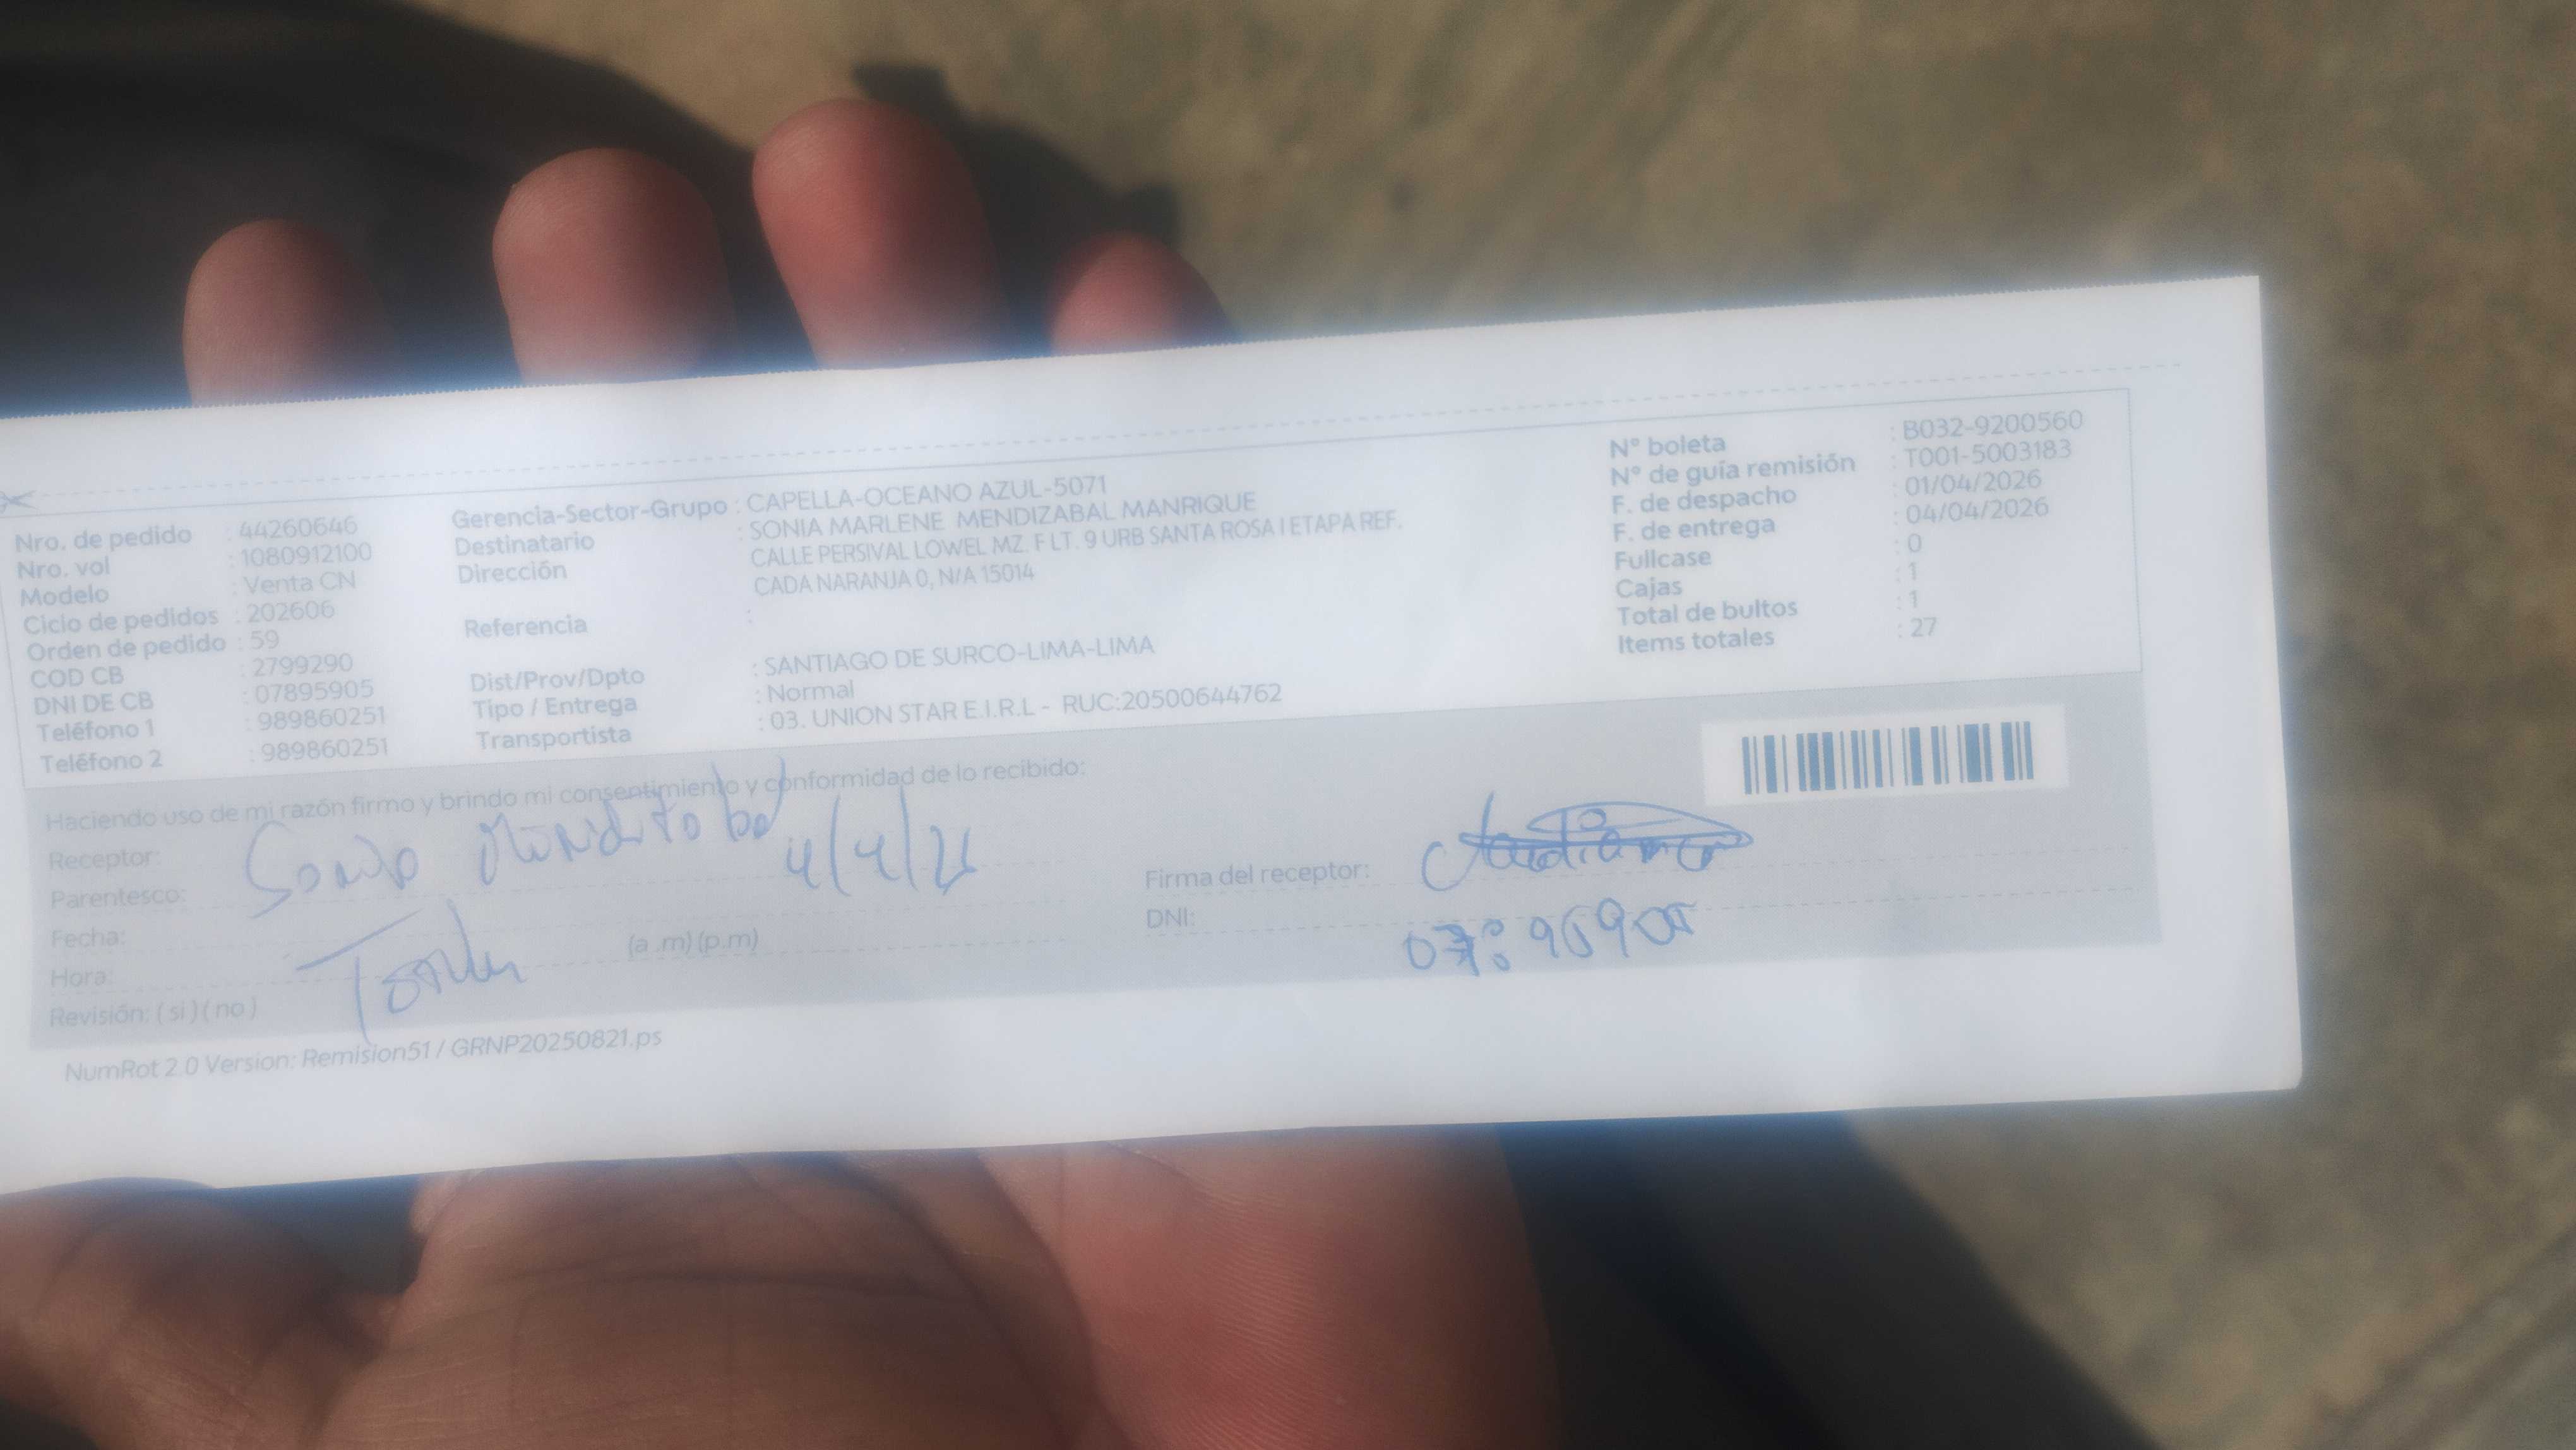 Nro. de pedido : 44260646
Nro. vol : 1080912100
Modelo : Venta CN
Ciclo de pedidos : 202606
Orden de pedido : 59
COD CB : 2799290
DNI DE CB : 07895905
Teléfono 1 : 989860251
Teléfono 2 : 989860251
Gerencia-Sector-Grupo : CAPELLA-OCEANO AZUL-5071
Destinatario : SONIA MARLENE MENDIZABAL MANRIQUE
Dirección : CALLE PERSIVAL LOWEL MZ. F LT. 9 URB SANTA ROSA I ETAPA REF.
CADA NARANJA 0, N/A 15014
Referencia :
Dist/Prov/Dpto : SANTIAGO DE SURCO-LIMA-LIMA
Tipo / Entrega : Normal
Transportista : 03. UNION STAR E.I.R.L - RUC:20500644762
N° boleta : B032-9200560
N° de guía remisión : T001-5003183
F. de despacho : 01/04/2026
F. de entrega : 04/04/2026
Fullcase : 0
Cajas : 1
Total de bultos : 1
Items totales : 27
Haciendo uso de mi razón firmo y brindo mi consentimiento y conformidad de lo recibido:
Receptor:
Parentesco: 4/4/26
Fecha:
Hora: (a .m) (p.m)
Revisión: ( si ) ( no )
Firma del receptor:
DNI:
NumRot 2.0 Version: Remision51 / GRNP20250821.ps